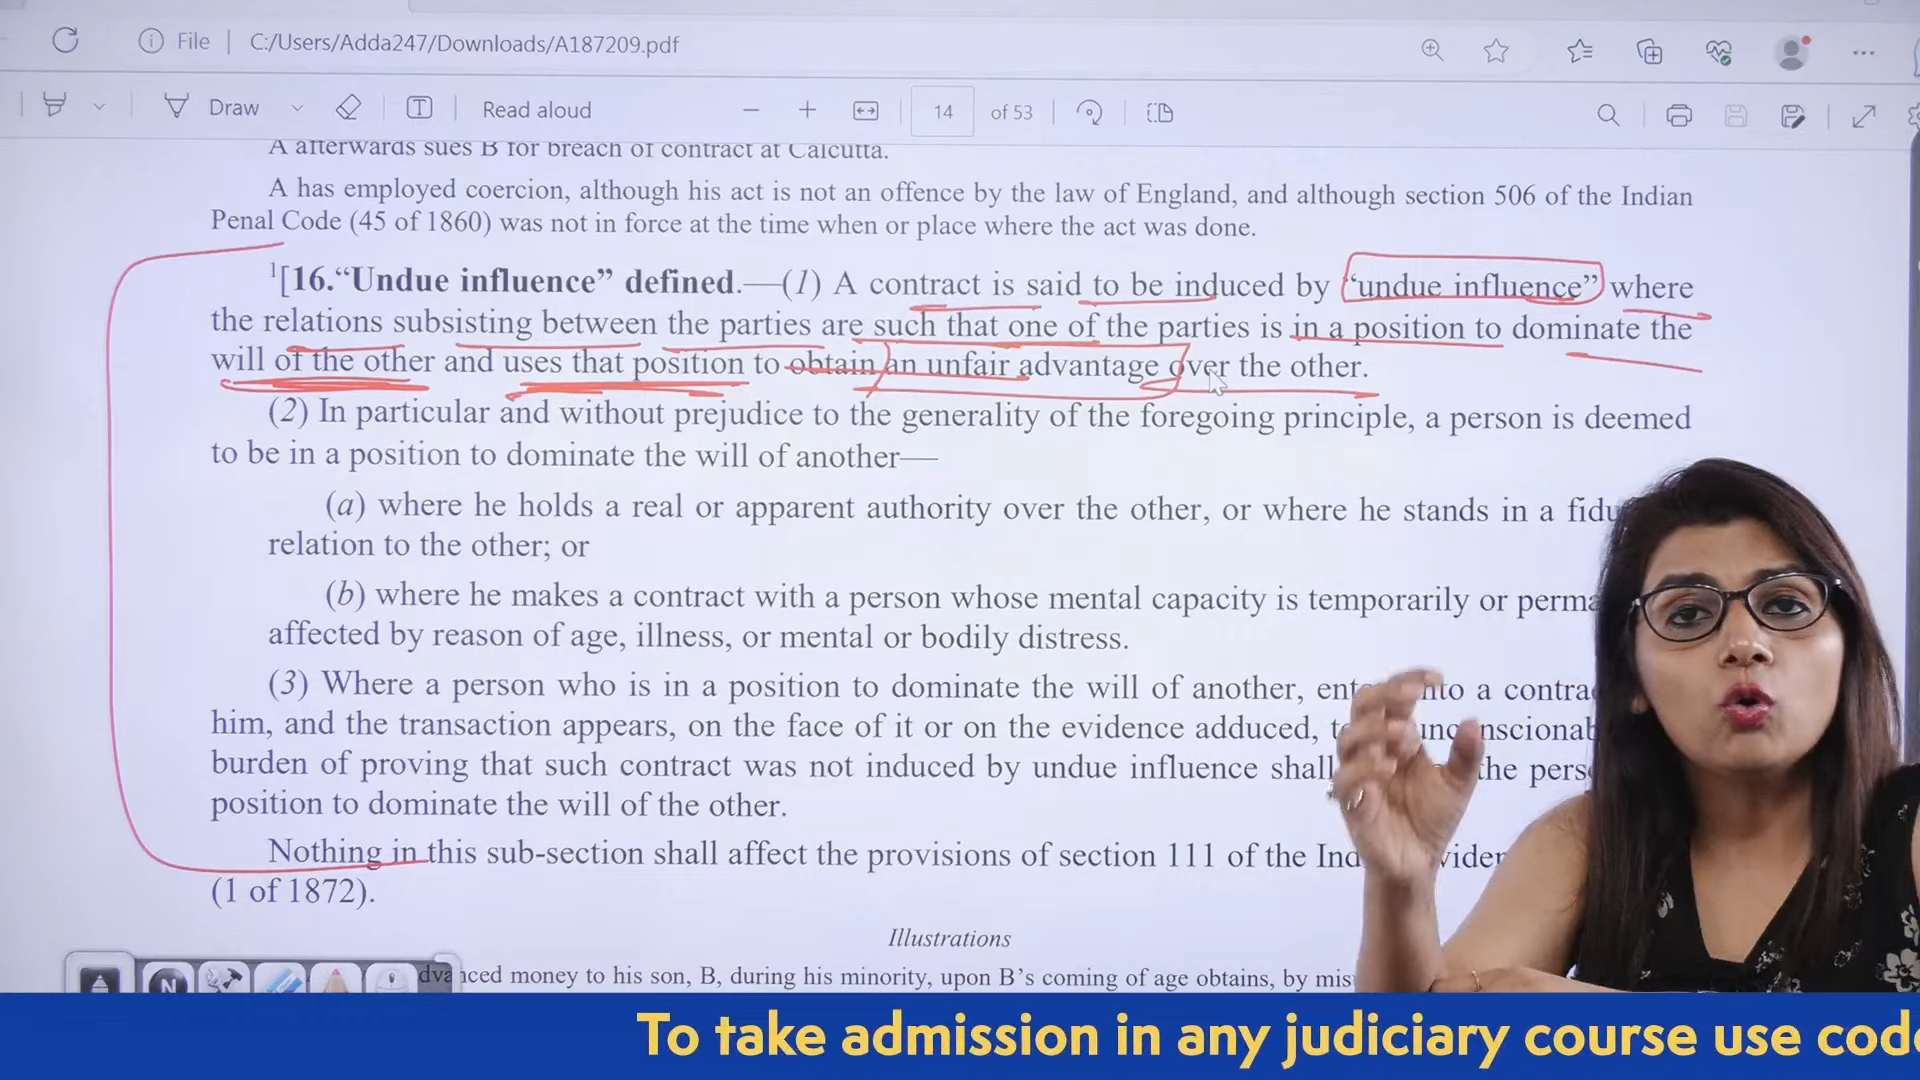 File | C:/Users/Adda247/Downloads/A187209.pdf
Draw
Read aloud
14 of 53
A afterwards sues B for breach of contract at Calcutta.
A has employed coercion, although his act is not an offence by the law of England, and although section 506 of the Indian
Penal Code (45 of 1860) was not in force at the time when or place where the act was done.
1[16.“Undue influence” defined.—(1) A contract is said to be induced by “undue influence” where
the relations subsisting between the parties are such that one of the parties is in a position to dominate the
will of the other and uses that position to obtain an unfair advantage over the other.
(2) In particular and without prejudice to the generality of the foregoing principle, a person is deemed
to be in a position to dominate the will of another—
(a) where he holds a real or apparent authority over the other, or where he stands in a
relation to the other; or
(b) where he makes a contract with a person whose mental capacity is temporarily or
affected by reason of age, illness, or mental or bodily distress.
(3) Where a person who is in a position to dominate the will of another, into a
him, and the transaction appears, on the face of it or on the evidence adduced,
burden of proving that such contract was not induced by undue influence shall the
position to dominate the will of the other.
Nothing in this sub-section shall affect the provisions of section 111 of the
(1 of 1872).
Illustrations
money to his son, B, during his minority, upon B’s coming of age obtains, by
N
To take admission in any judiciary course use code